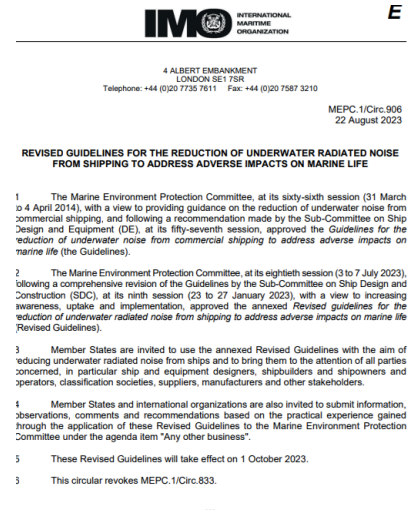 E
IMO
INTERNATIONAL
MARITIME
ORGANIZATION
4 ALBERT EMBANKMENT
LONDON SE1 7SR
Telephone: +44 (0)20 7735 7611 Fax: +44 (0)20 7587 3210
MEPC.1/Circ.906
22 August 2023
REVISED GUIDELINES FOR THE REDUCTION OF UNDERWATER RADIATED NOISE
FROM SHIPPING TO ADDRESS ADVERSE IMPACTS ON MARINE LIFE
1 The Marine Environment Protection Committee, at its sixty-sixth session (31 March
to 4 April 2014), with a view to providing guidance on the reduction of underwater noise from
commercial shipping, and following a recommendation made by the Sub-Committee on Ship
Design and Equipment (DE), at its fifty-seventh session, approved the Guidelines for the
reduction of underwater noise from commercial shipping to address adverse impacts on
marine life (the Guidelines).
2 The Marine Environment Protection Committee, at its eightieth session (3 to 7 July 2023),
following a comprehensive revision of the Guidelines by the Sub-Committee on Ship Design and
Construction (SDC), at its ninth session (23 to 27 January 2023), with a view to increasing
awareness, uptake and implementation, approved the annexed Revised guidelines for the
reduction of underwater radiated noise from shipping to address adverse impacts on marine life
(Revised Guidelines).
3 Member States are invited to use the annexed Revised Guidelines with the aim of
reducing underwater radiated noise from ships and to bring them to the attention of all parties
concerned, in particular ship and equipment designers, shipbuilders and shipowners and
operators, classification societies, suppliers, manufacturers and other stakeholders.
4 Member States and international organizations are also invited to submit information,
observations, comments and recommendations based on the practical experience gained
through the application of these Revised Guidelines to the Marine Environment Protection
Committee under the agenda item "Any other business".
5 These Revised Guidelines will take effect on 1 October 2023.
6 This circular revokes MEPC.1/Circ.833.